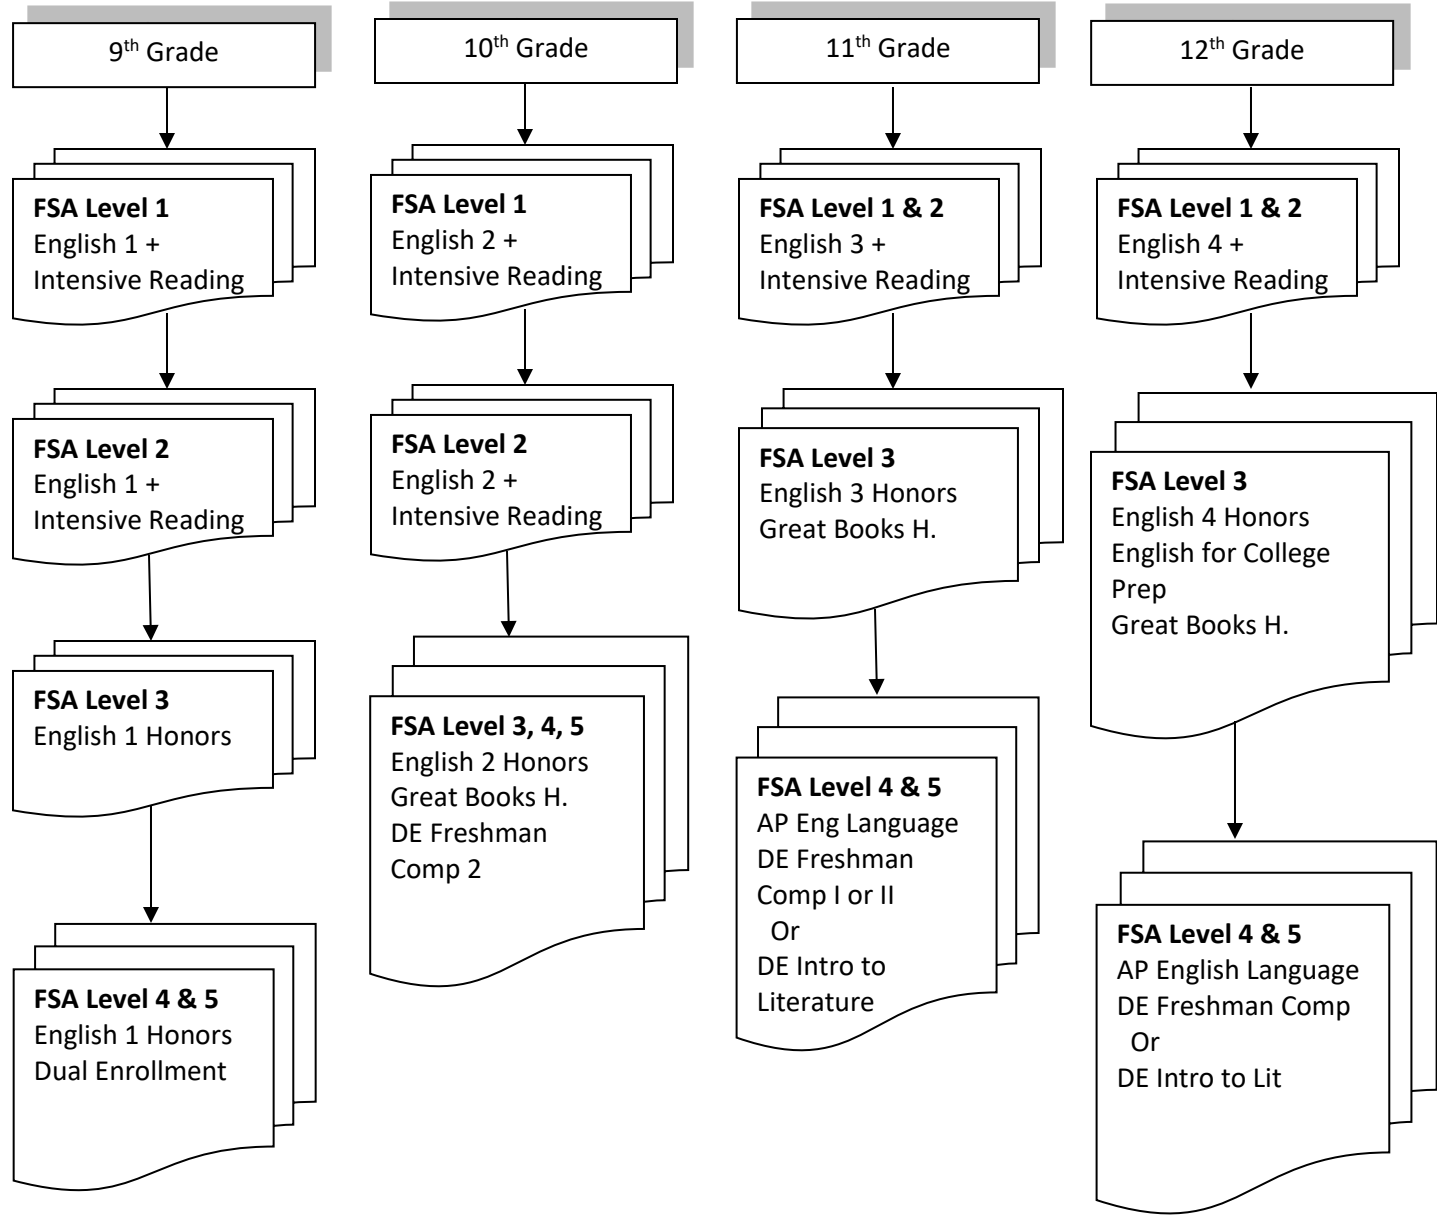 9th Grade
FSA Level 1
English 1 +
Intensive Reading
FSA Level 2
English 1 +
Intensive Reading
FSA Level 3
English 1 Honors
FSA Level 4 & 5
English 1 Honors
Dual Enrollment
10th Grade
FSA Level 1
English 2 +
Intensive Reading
FSA Level 2
English 2 +
Intensive Reading
FSA Level 3, 4, 5
English 2 Honors
Great Books H.
DE Freshman
Comp 2
11th Grade
FSA Level 1 & 2
English 3 +
Intensive Reading
FSA Level 3
English 3 Honors
Great Books H.
FSA Level 4 & 5
AP Eng Language
DE Freshman
Comp I or II
Or
DE Intro to
Literature
12th Grade
FSA Level 1 & 2
English 4 +
Intensive Reading
FSA Level 3
English 4 Honors
English for College
Prep
Great Books H.
FSA Level 4 & 5
AP English Language
DE Freshman Comp
Or
DE Intro to Lit